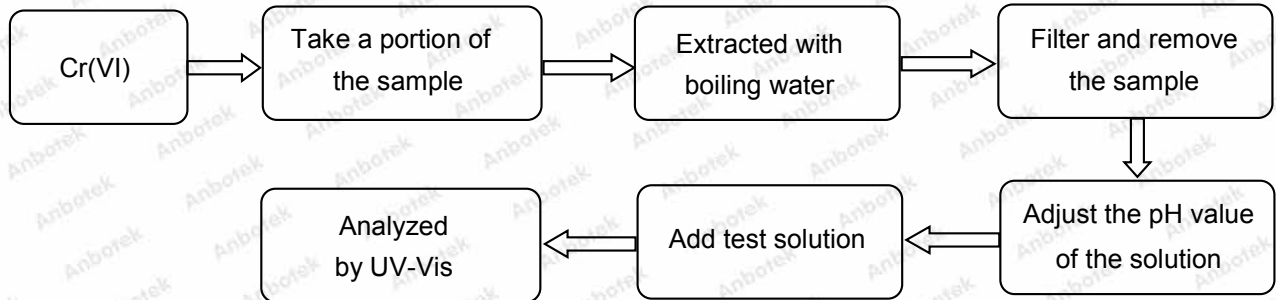 Cr(VI)
Take a portion of
the sample
Extracted with
boiling water
Filter and remove
the sample
Adjust the pH value
of the solution
Add test solution
Analyzed
by UV-Vis
Anbotek